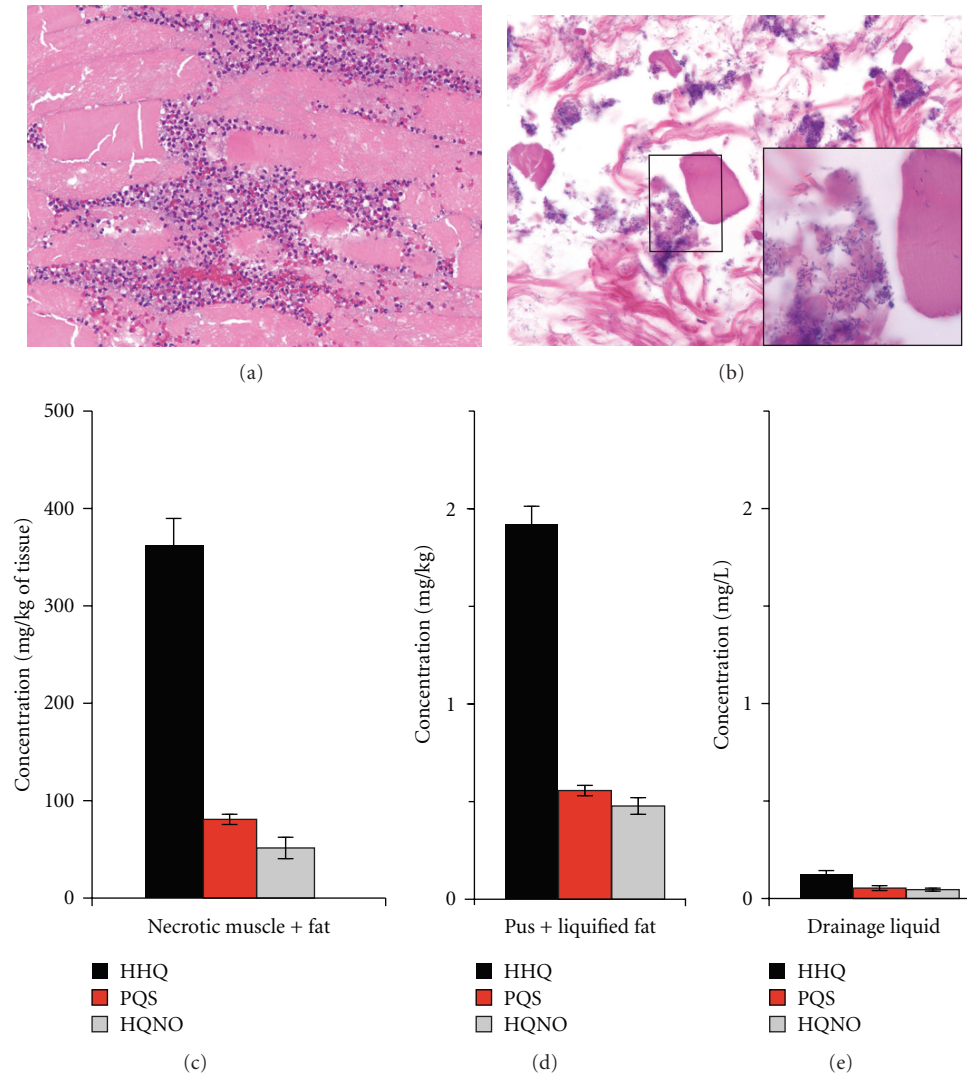 (a)
(b)
Concentration (mg/kg of tissue)
500
400
300
200
100
0
Necrotic muscle + fat
HHQ
PQS
HQNO
(c)
Concentration (mg/kg)
2
1
0
Pus + liquified fat
HHQ
PQS
HQNO
(d)
Concentration (mg/L)
2
1
0
Drainage liquid
HHQ
PQS
HQNO
(e)